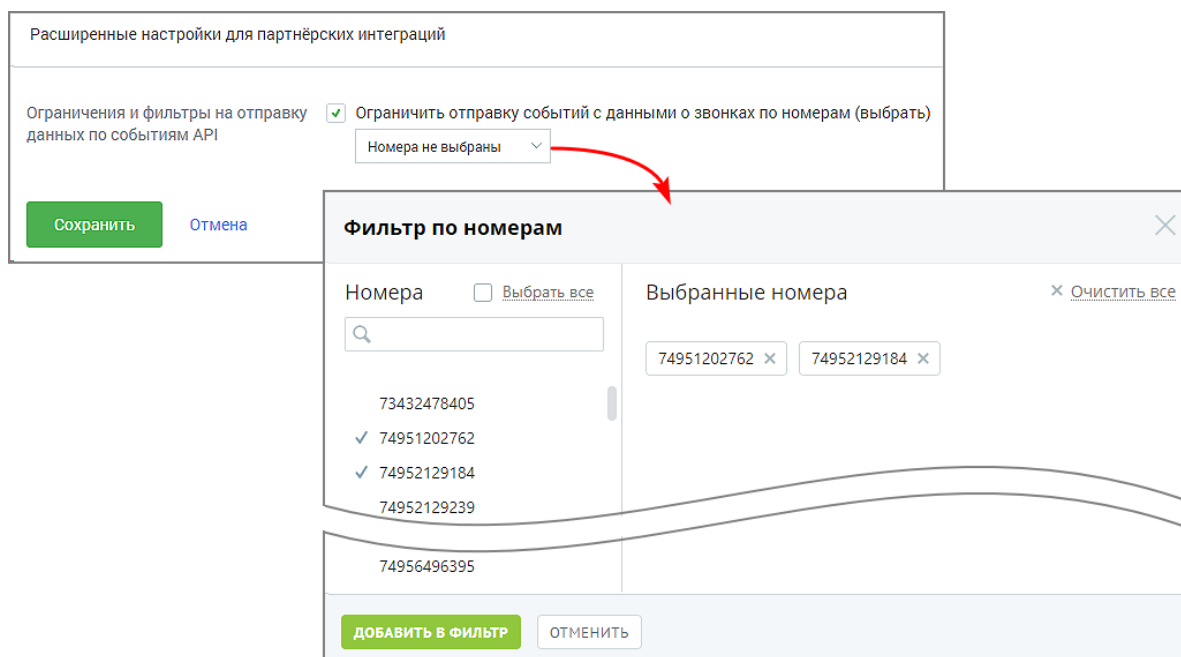 Расширенные настройки для партнёрских интеграций
Ограничения и фильтры на отправку
данных по событиям API
Ограничить отправку событий с данными о звонках по номерам (выбрать)
Номера не выбраны
Сохранить
Отмена
Фильтр по номерам
Номера
Выбрать все
Выбранные номера
Очистить все
74951202762
74952129184
73432478405
74951202762
74952129184
74952129239
74956496395
ДОБАВИТЬ В ФИЛЬТР
ОТМЕНИТЬ